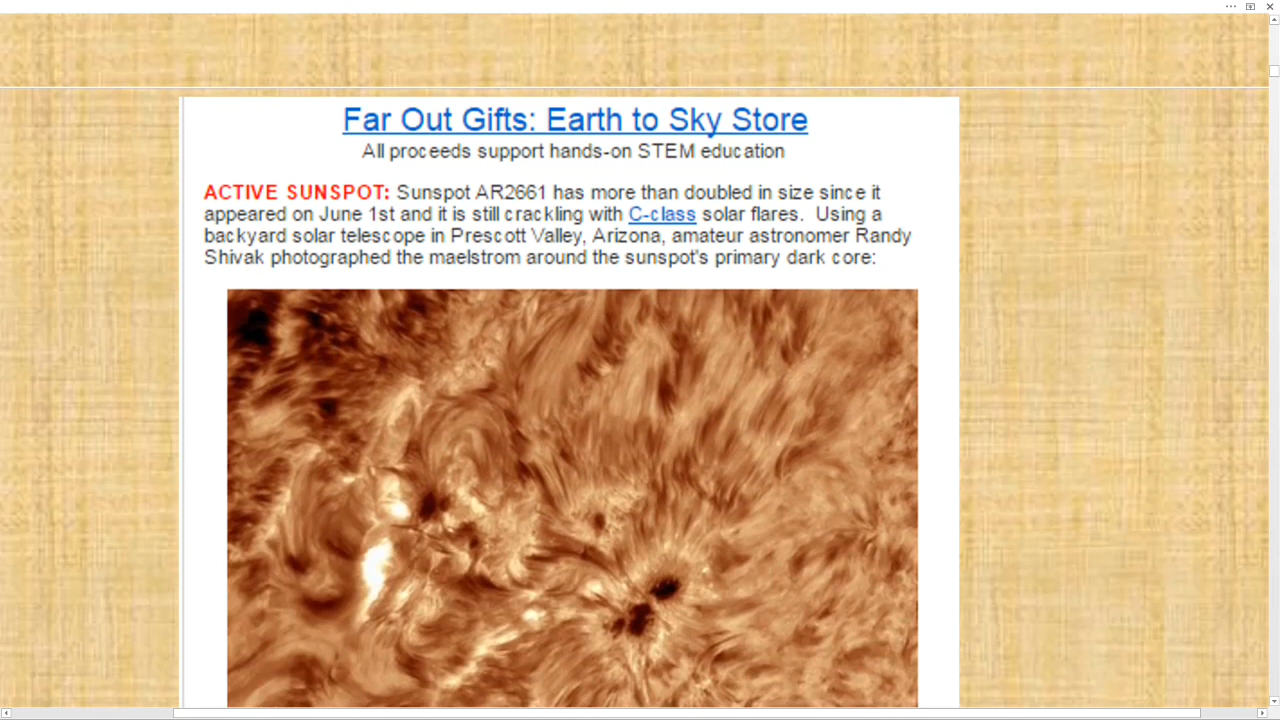 Far Out Gifts: Earth to Sky Store
All proceeds support hands-on STEM education
ACTIVE SUNSPOT: Sunspot AR2661 has more than doubled in size since it
appeared on June 1st and it is still crackling with C-class solar flares.  Using a
backyard solar telescope in Prescott Valley, Arizona, amateur astronomer Randy
Shivak photographed the maelstrom around the sunspot's primary dark core: